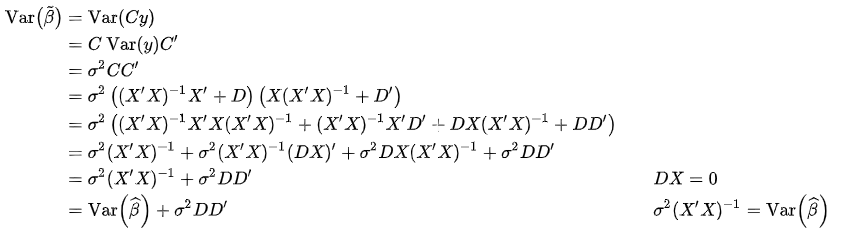 Var(β̃) = Var(Cy)
= C Var(y)C′
= σ²CC′
= σ² ((X′X)⁻¹X′ + D) (X(X′X)⁻¹ + D′)
= σ² ((X′X)⁻¹X′X(X′X)⁻¹ + (X′X)⁻¹X′D′ + DX(X′X)⁻¹ + DD′)
= σ²(X′X)⁻¹ + σ²(X′X)⁻¹(DX)′ + σ²DX(X′X)⁻¹ + σ²DD′
= σ²(X′X)⁻¹ + σ²DD′ DX = 0
= Var(β̂) + σ²DD′ σ²(X′X)⁻¹ = Var(β̂)